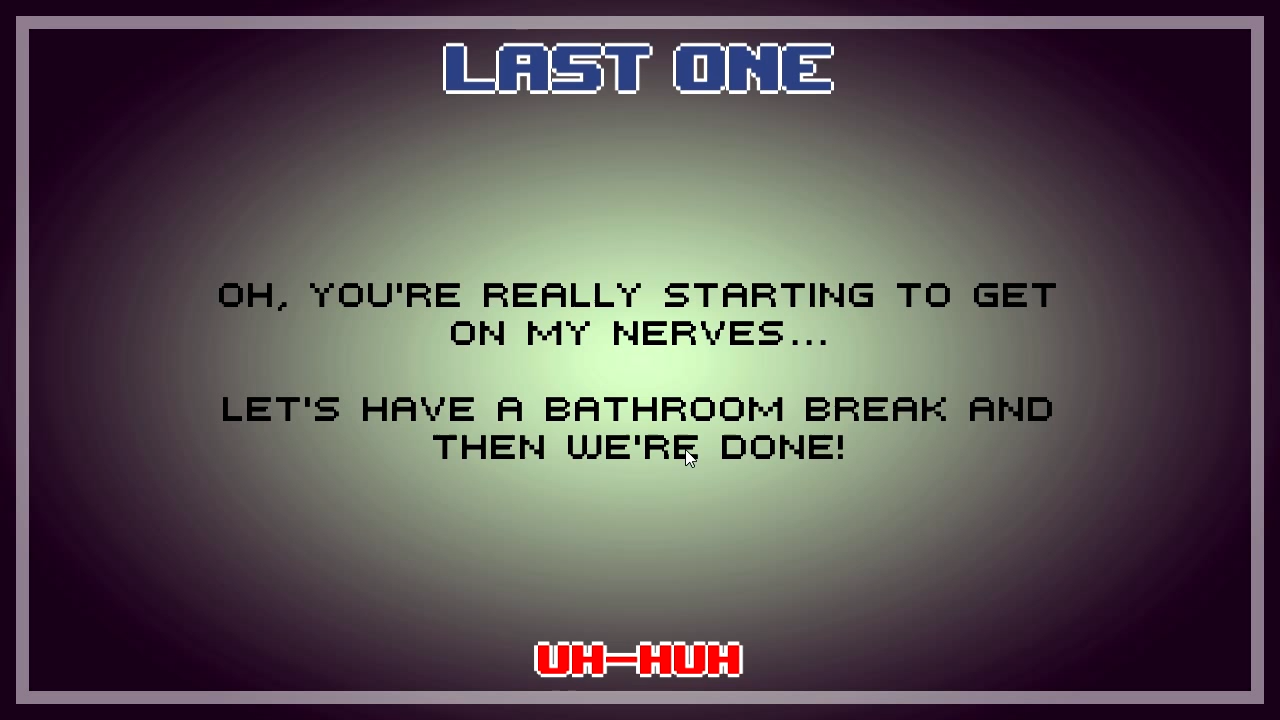 LAST ONE
OH, YOU'RE REALLY STARTING TO GET
ON MY NERVES...
LET'S HAVE A BATHROOM BREAK AND
THEN WE'RE DONE!
UH-HUH